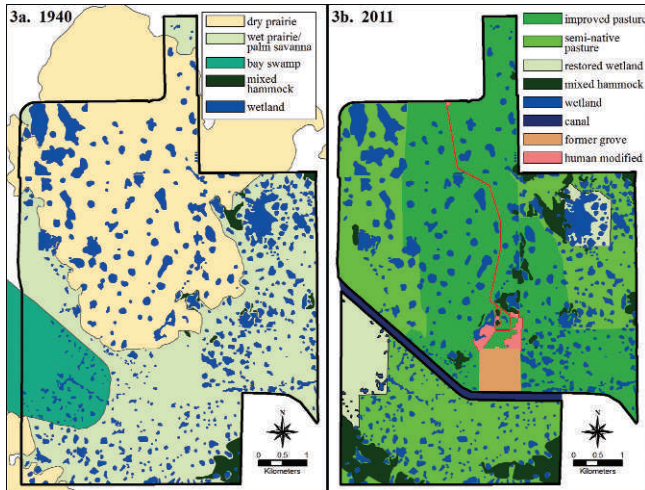 3a. 1940
dry prairie
wet prairie/
palm savanna
bay swamp
mixed
hammock
wetland
N
0 .5 1
Kilometers
3b. 2011
improved pasture
semi-native
pasture
restored wetland
mixed hammock
wetland
canal
former grove
human modified
N
0 .5 1
Kilometers